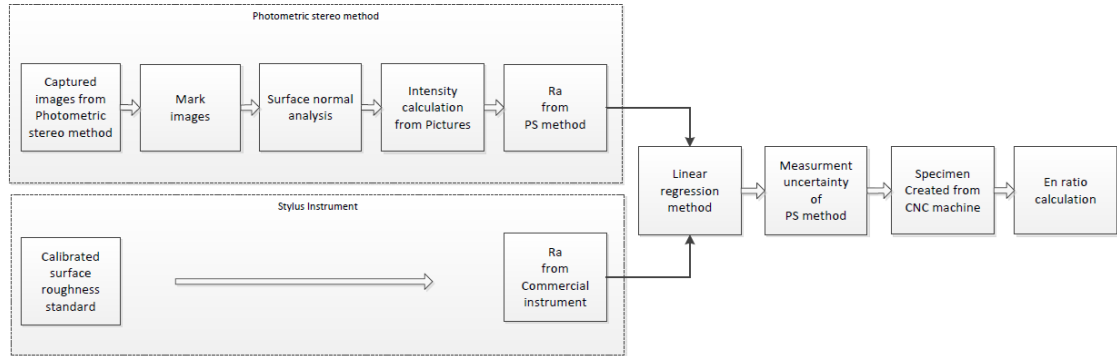 Photometric stereo method
Captured
images from
Photometric
stereo method
Mark
images
Surface normal
analysis
Intensity
calculation
from Pictures
Ra
from
PS method
Linear
regression
method
Measurment
uncertainty
of
PS method
Specimen
Created from
CNC machine
En ratio
calculation
Stylus Instrument
Calibrated
surface
roughness
standard
Ra
from
Commercial
instrument